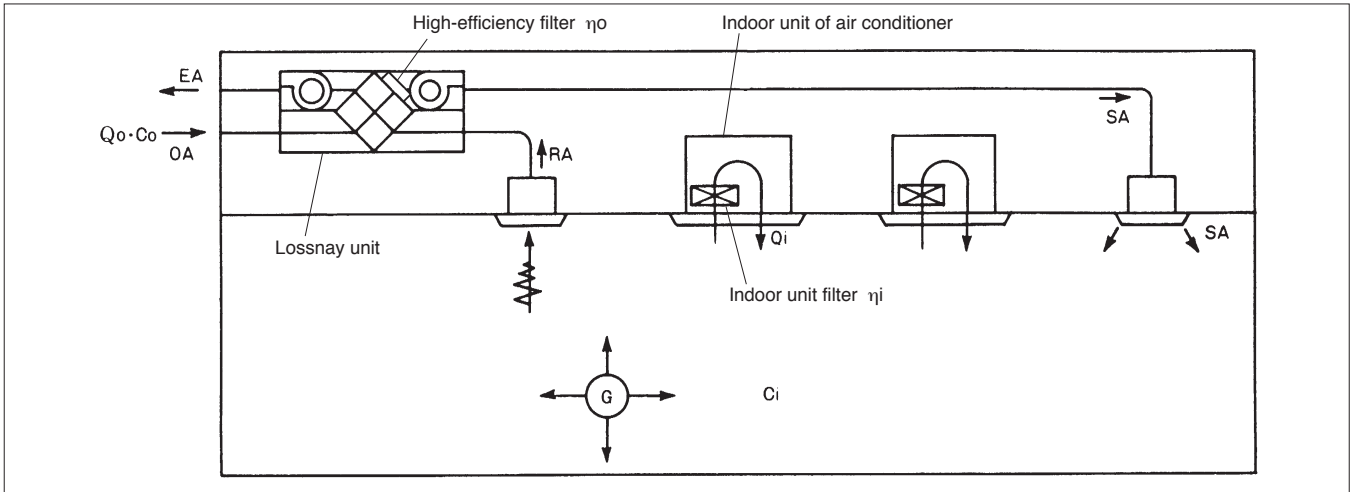 High-efficiency filter ηo
Indoor unit of air conditioner
EA
Qo·Co
OA
RA
SA
Lossnay unit
Qi
SA
Indoor unit filter ηi
G
Ci